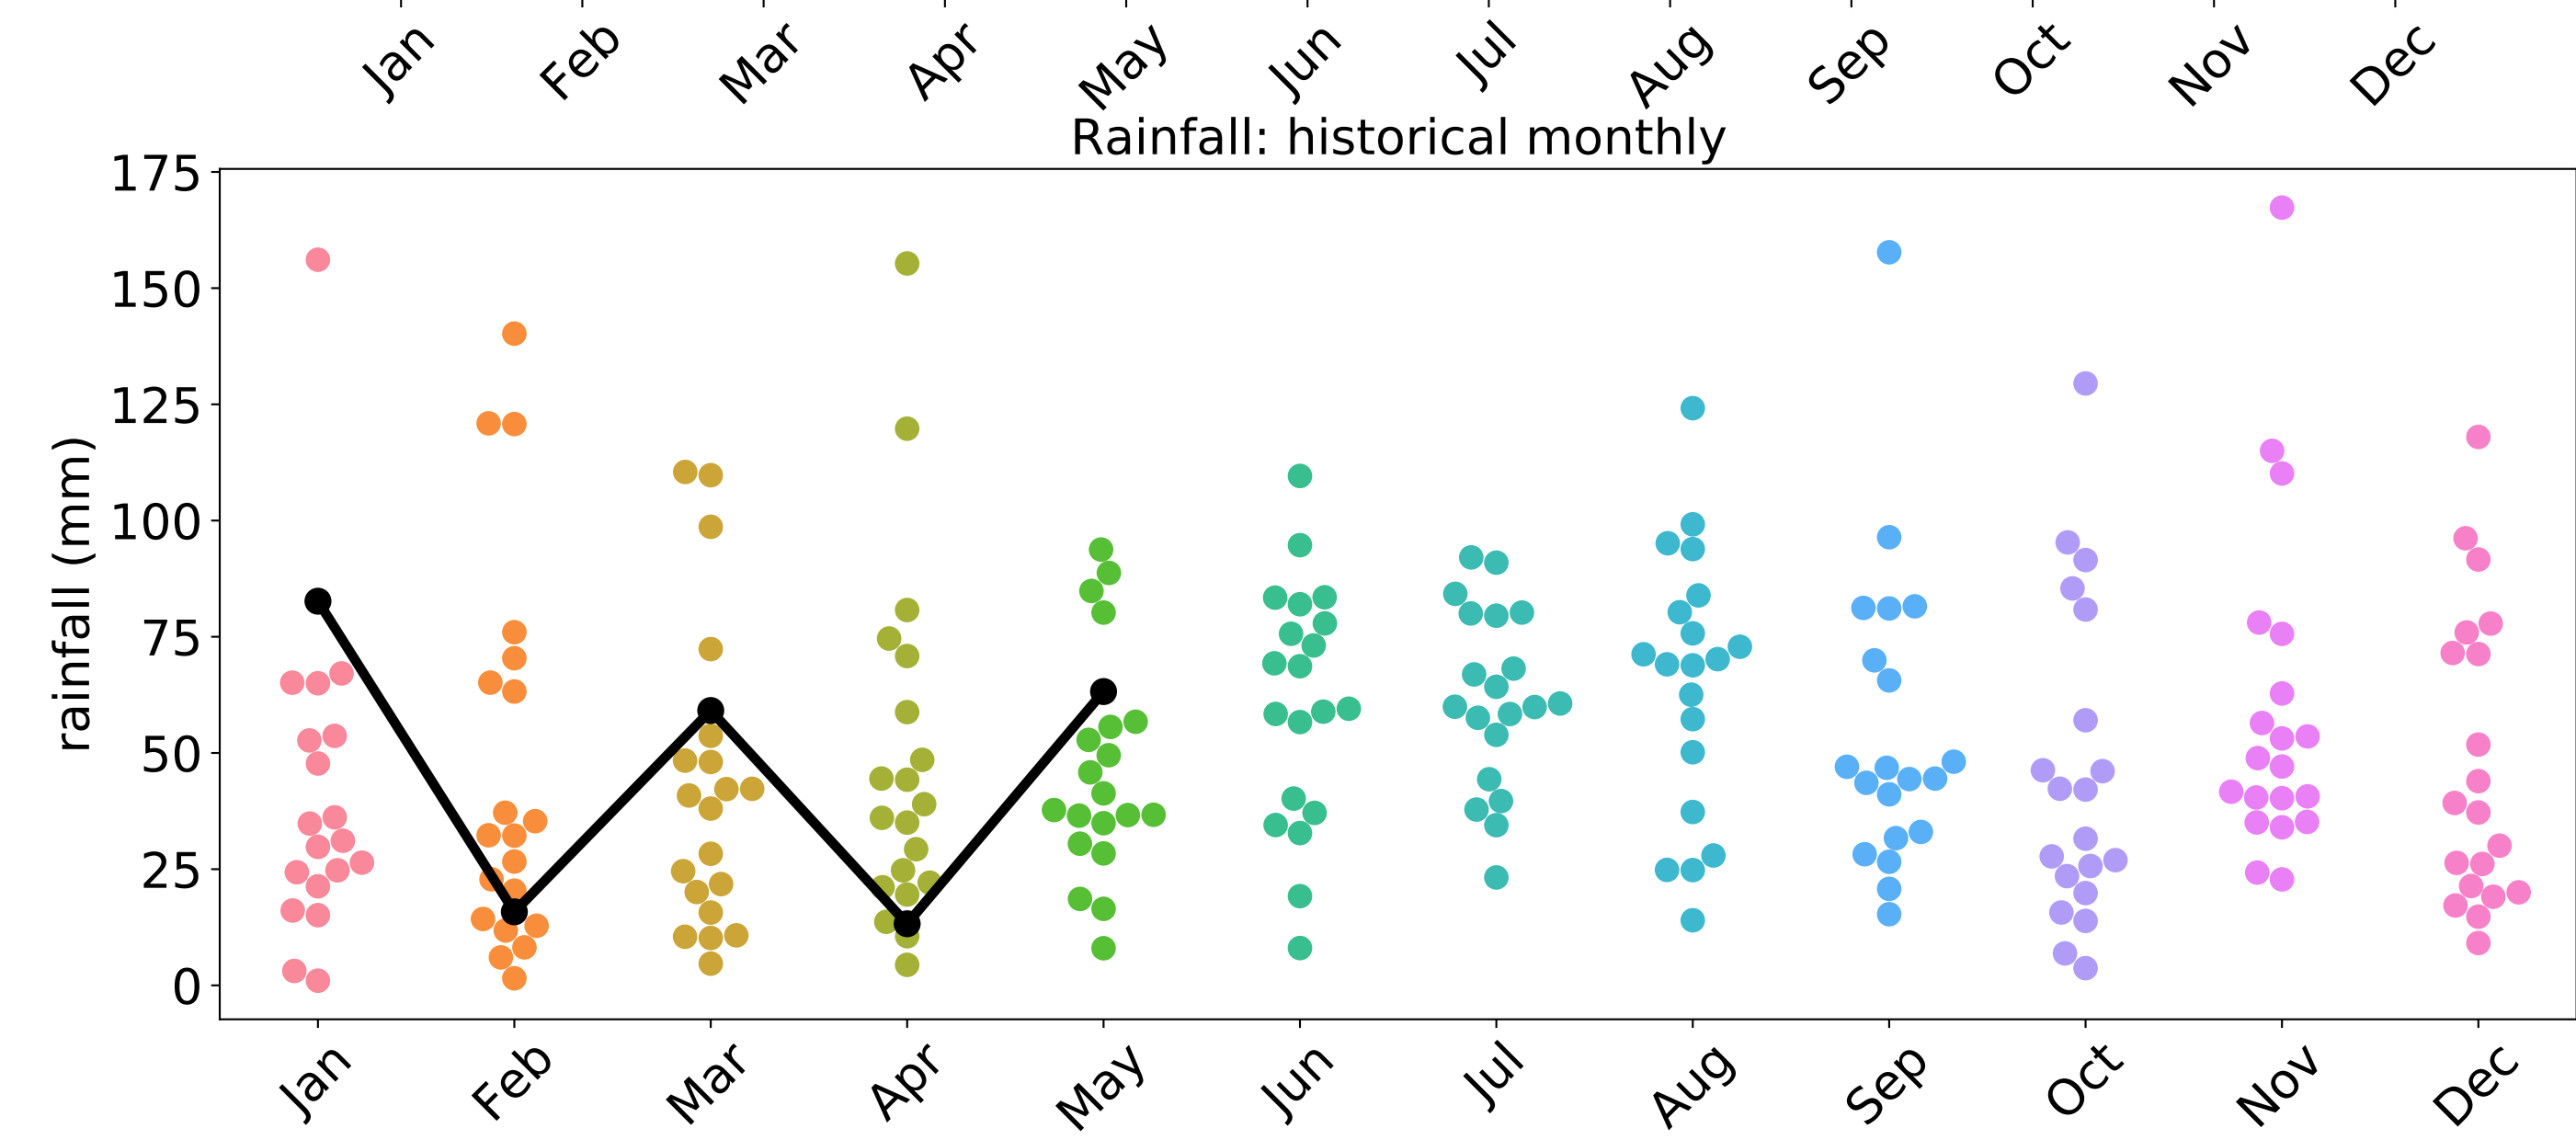 Jan Feb Mar Apr May Jun Jul Aug Sep Oct Nov Dec
Rainfall: historical monthly
175
150
125
100
75
50
25
0
rainfall (mm)
Jan Feb Mar Apr May Jun Jul Aug Sep Oct Nov Dec